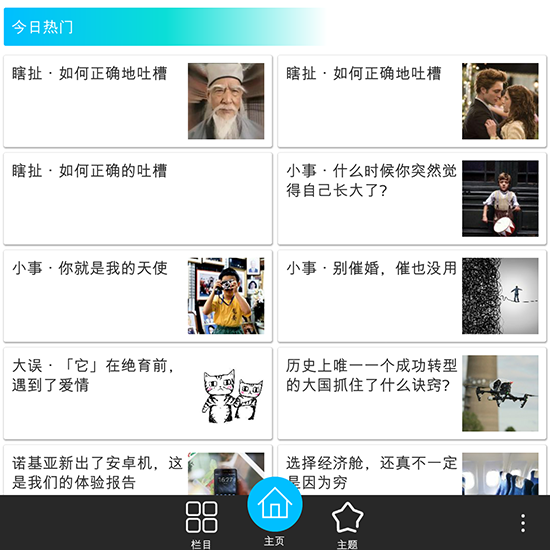 今日热门
瞎扯 · 如何正确地吐槽
瞎扯 · 如何正确地吐槽
瞎扯 · 如何正确的吐槽
小事 · 什么时候你突然觉
得自己长大了?
小事 · 你就是我的天使
小事 · 别催婚，催也没用
大误 · 「它」在绝育前，
遇到了爱情
历史上唯一一个成功转型
的大国抓住了什么诀窍?
诺基亚新出了安卓机，这
是我们的体验报告
选择经济舱，还真不一定
是因为穷
栏目
主页
主题